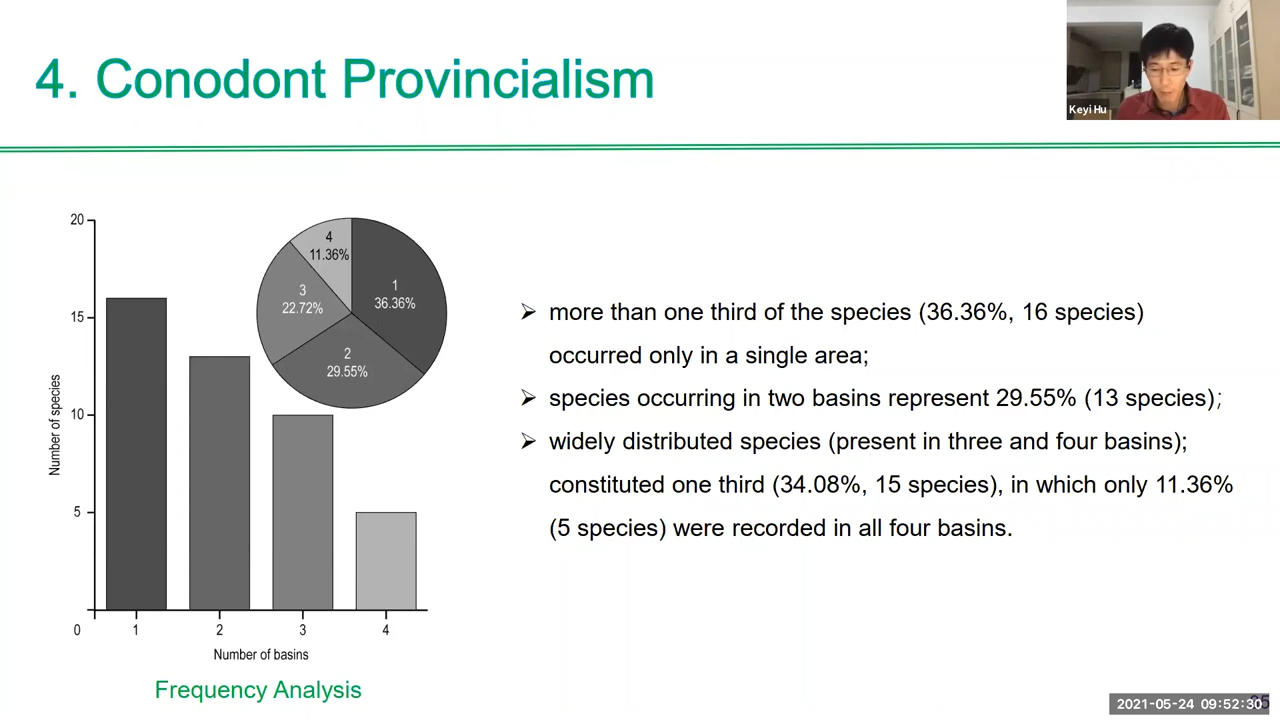 4. Conodont Provincialism
Keyi Hu
20
15
10
5
0
1
2
3
4
Number of species
Number of basins
4
11.36%
1
36.36%
3
22.72%
2
29.55%
Frequency Analysis
➢ more than one third of the species (36.36%, 16 species)
occurred only in a single area;
➢ species occurring in two basins represent 29.55% (13 species);
➢ widely distributed species (present in three and four basins);
constituted one third (34.08%, 15 species), in which only 11.36%
(5 species) were recorded in all four basins.
2021-05-24 09:52:30